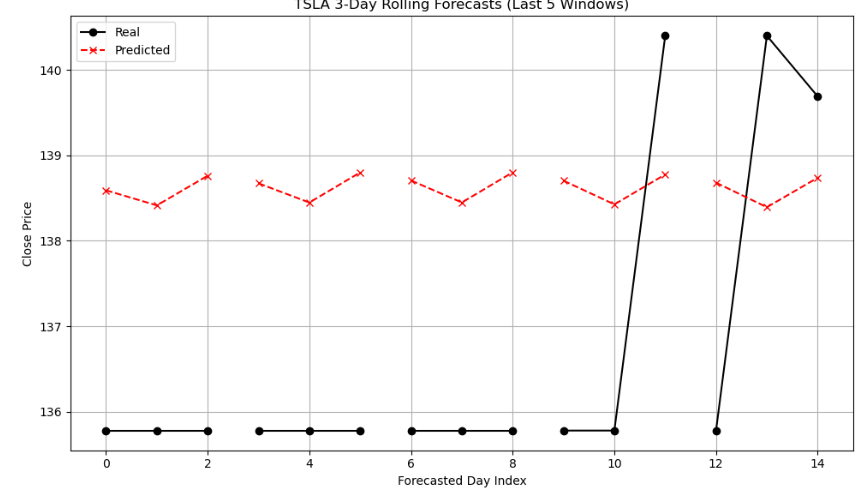 TSLA 3-Day Rolling Forecasts (Last 5 Windows)
Real
Predicted
140
139
138
137
136
Close Price
0 2 4 6 8 10 12 14
Forecasted Day Index